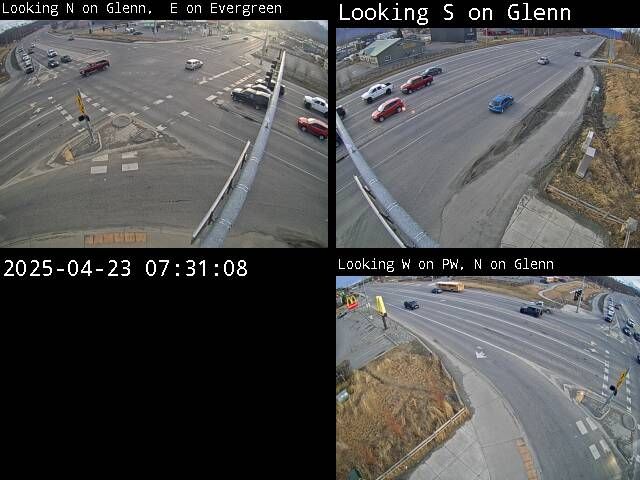 Looking N on Glenn, E on Evergreen
Looking S on Glenn
2025-04-23 07:31:08
Looking W on PW, N on Glenn